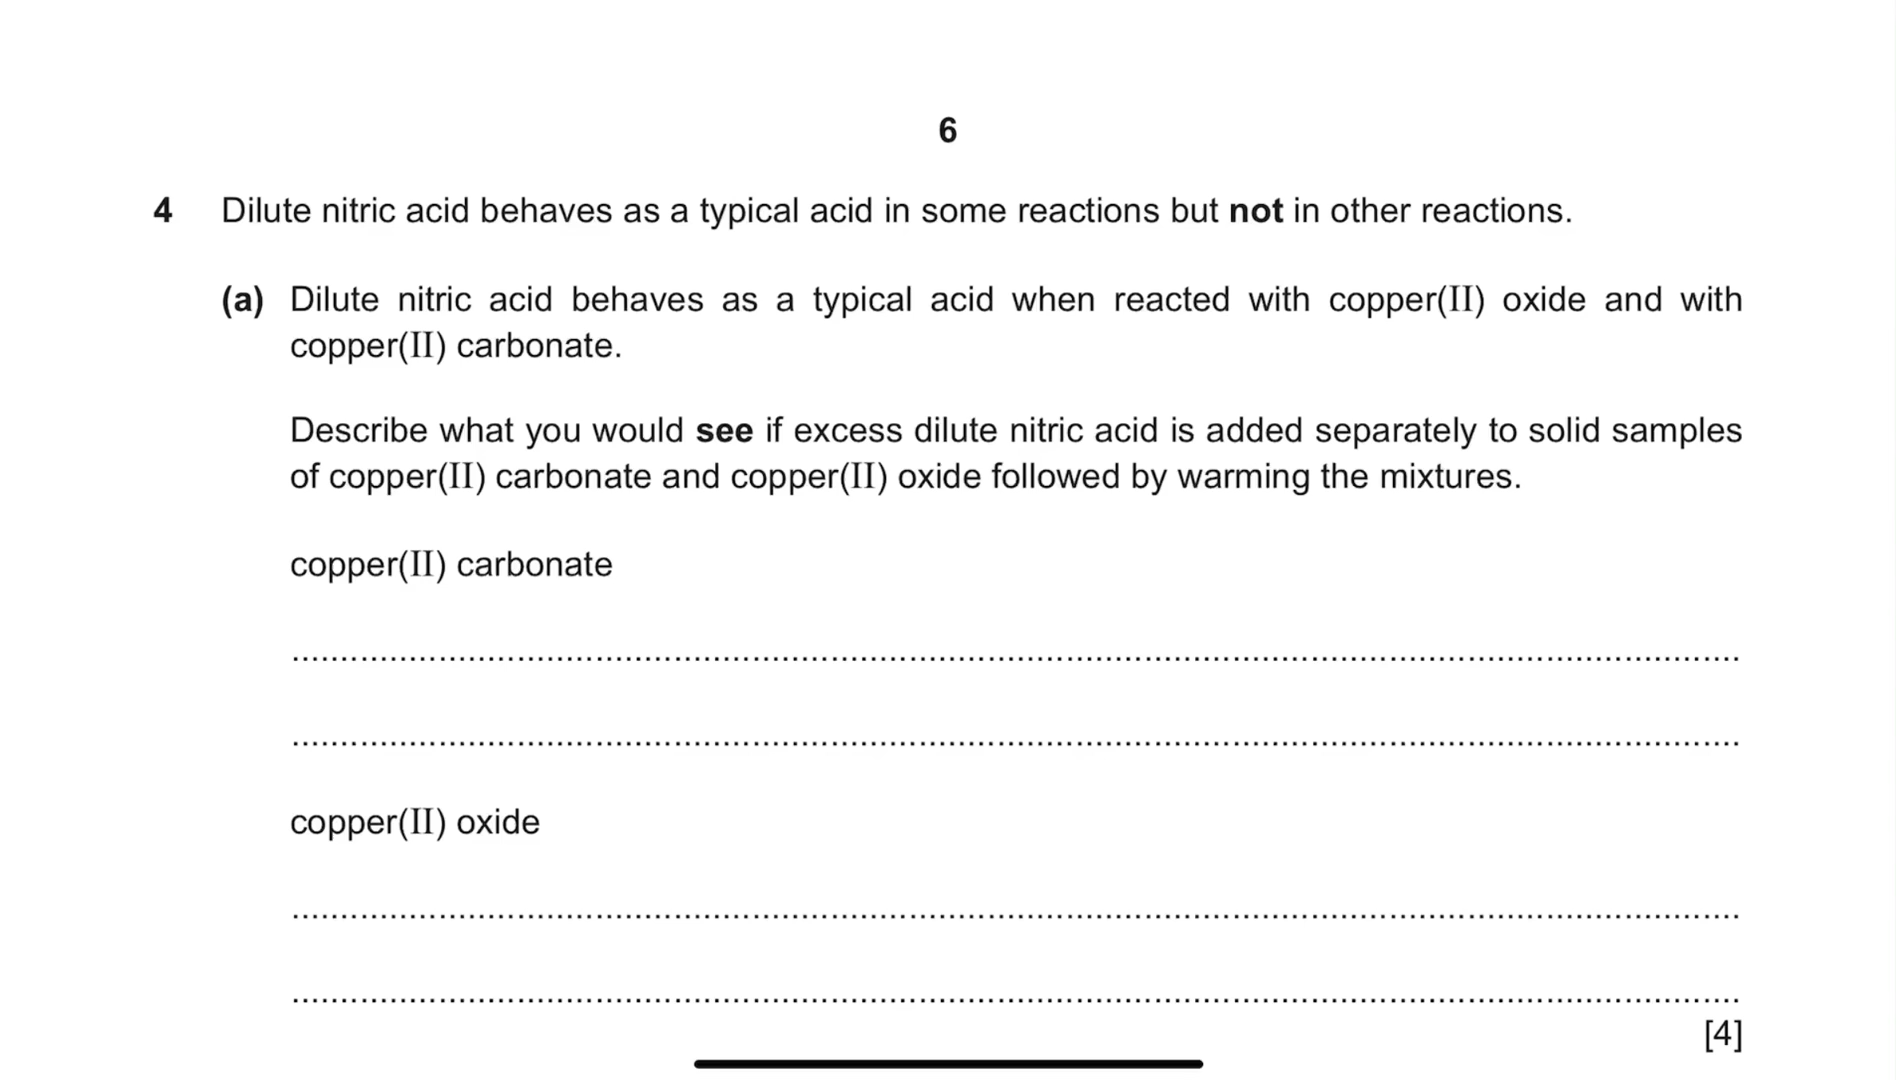 6
4 Dilute nitric acid behaves as a typical acid in some reactions but not in other reactions.
(a) Dilute nitric acid behaves as a typical acid when reacted with copper(II) oxide and with
copper(II) carbonate.
Describe what you would see if excess dilute nitric acid is added separately to solid samples
of copper(II) carbonate and copper(II) oxide followed by warming the mixtures.
copper(II) carbonate
copper(II) oxide
[4]